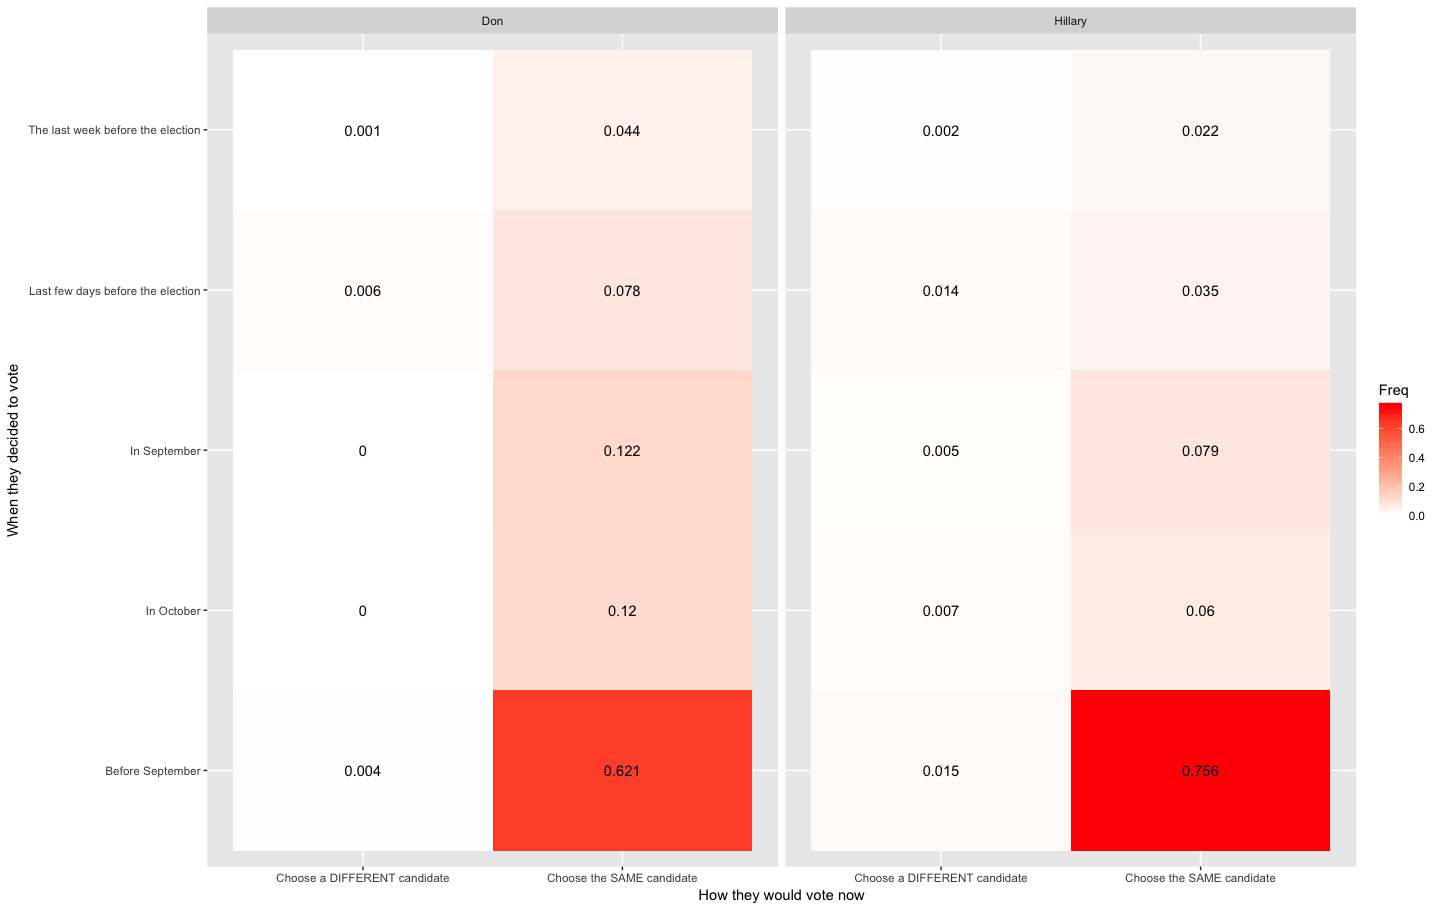 Don
Hillary
The last week before the election
0.001
0.044
0.002
0.022
Last few days before the election
0.006
0.078
0.014
0.035
In September
0
0.122
0.005
0.079
In October
0
0.12
0.007
0.06
Before September
0.004
0.621
0.015
0.756
Choose a DIFFERENT candidate
Choose the SAME candidate
Choose a DIFFERENT candidate
Choose the SAME candidate
How they would vote now
When they decided to vote
Freq
0.6
0.4
0.2
0.0